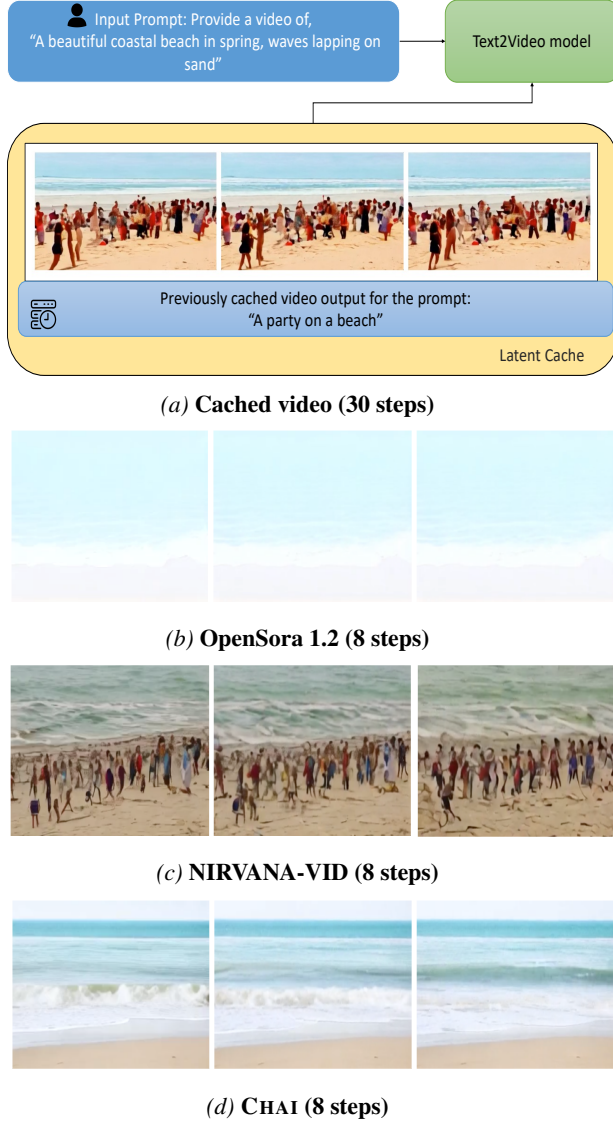 Input Prompt: Provide a video of,
“A beautiful coastal beach in spring, waves lapping on
sand”
Text2Video model
Previously cached video output for the prompt:
“A party on a beach”
Latent Cache
(a) Cached video (30 steps)
(b) OpenSora 1.2 (8 steps)
(c) NIRVANA-VID (8 steps)
(d) CHAI (8 steps)